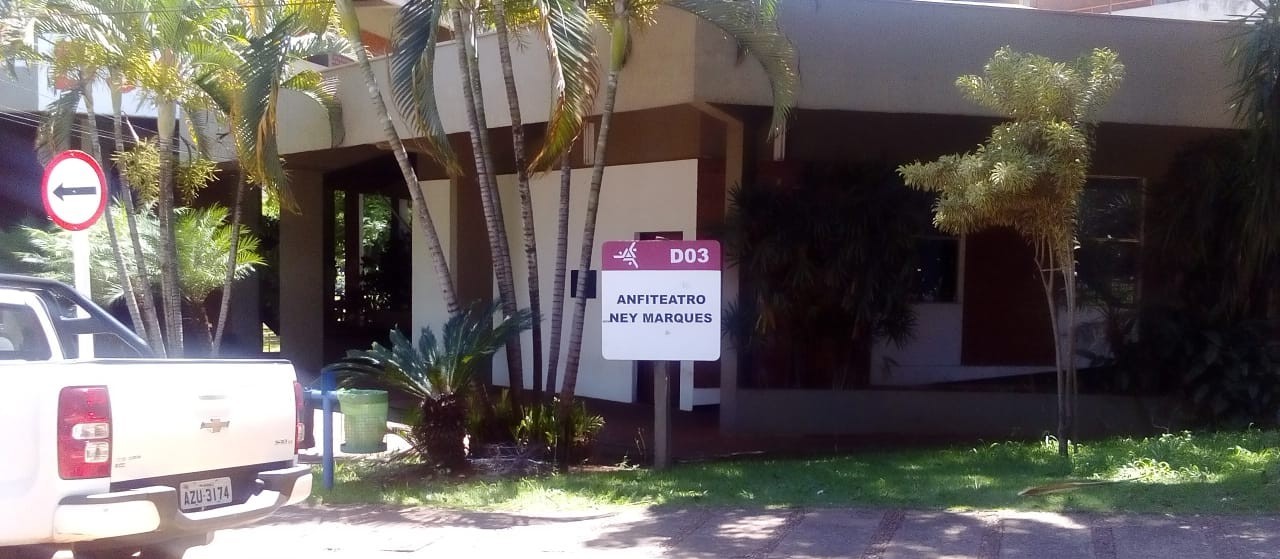 D03
ANFITEATRO
NEY MARQUES
AZU-3174